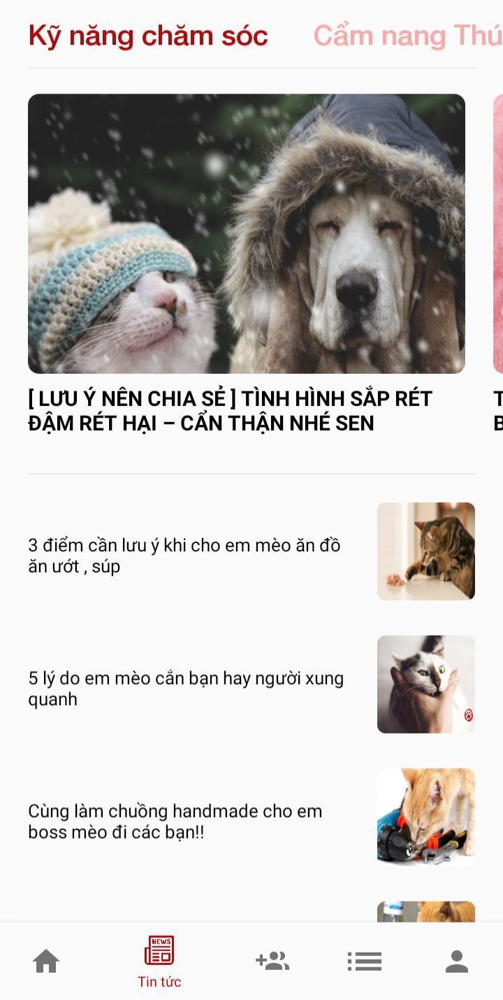 Kỹ năng chăm sóc
Cẩm nang Thú
[ LƯU Ý NÊN CHIA SẺ ] TÌNH HÌNH SẮP RÉT
ĐẬM RÉT HẠI – CẨN THẬN NHÉ SEN
T
B
3 điểm cần lưu ý khi cho em mèo ăn đồ
ăn ướt , súp
5 lý do em mèo cắn bạn hay người xung
quanh
Cùng làm chuồng handmade cho em
boss mèo đi các bạn!!
NEWS
Tin tức